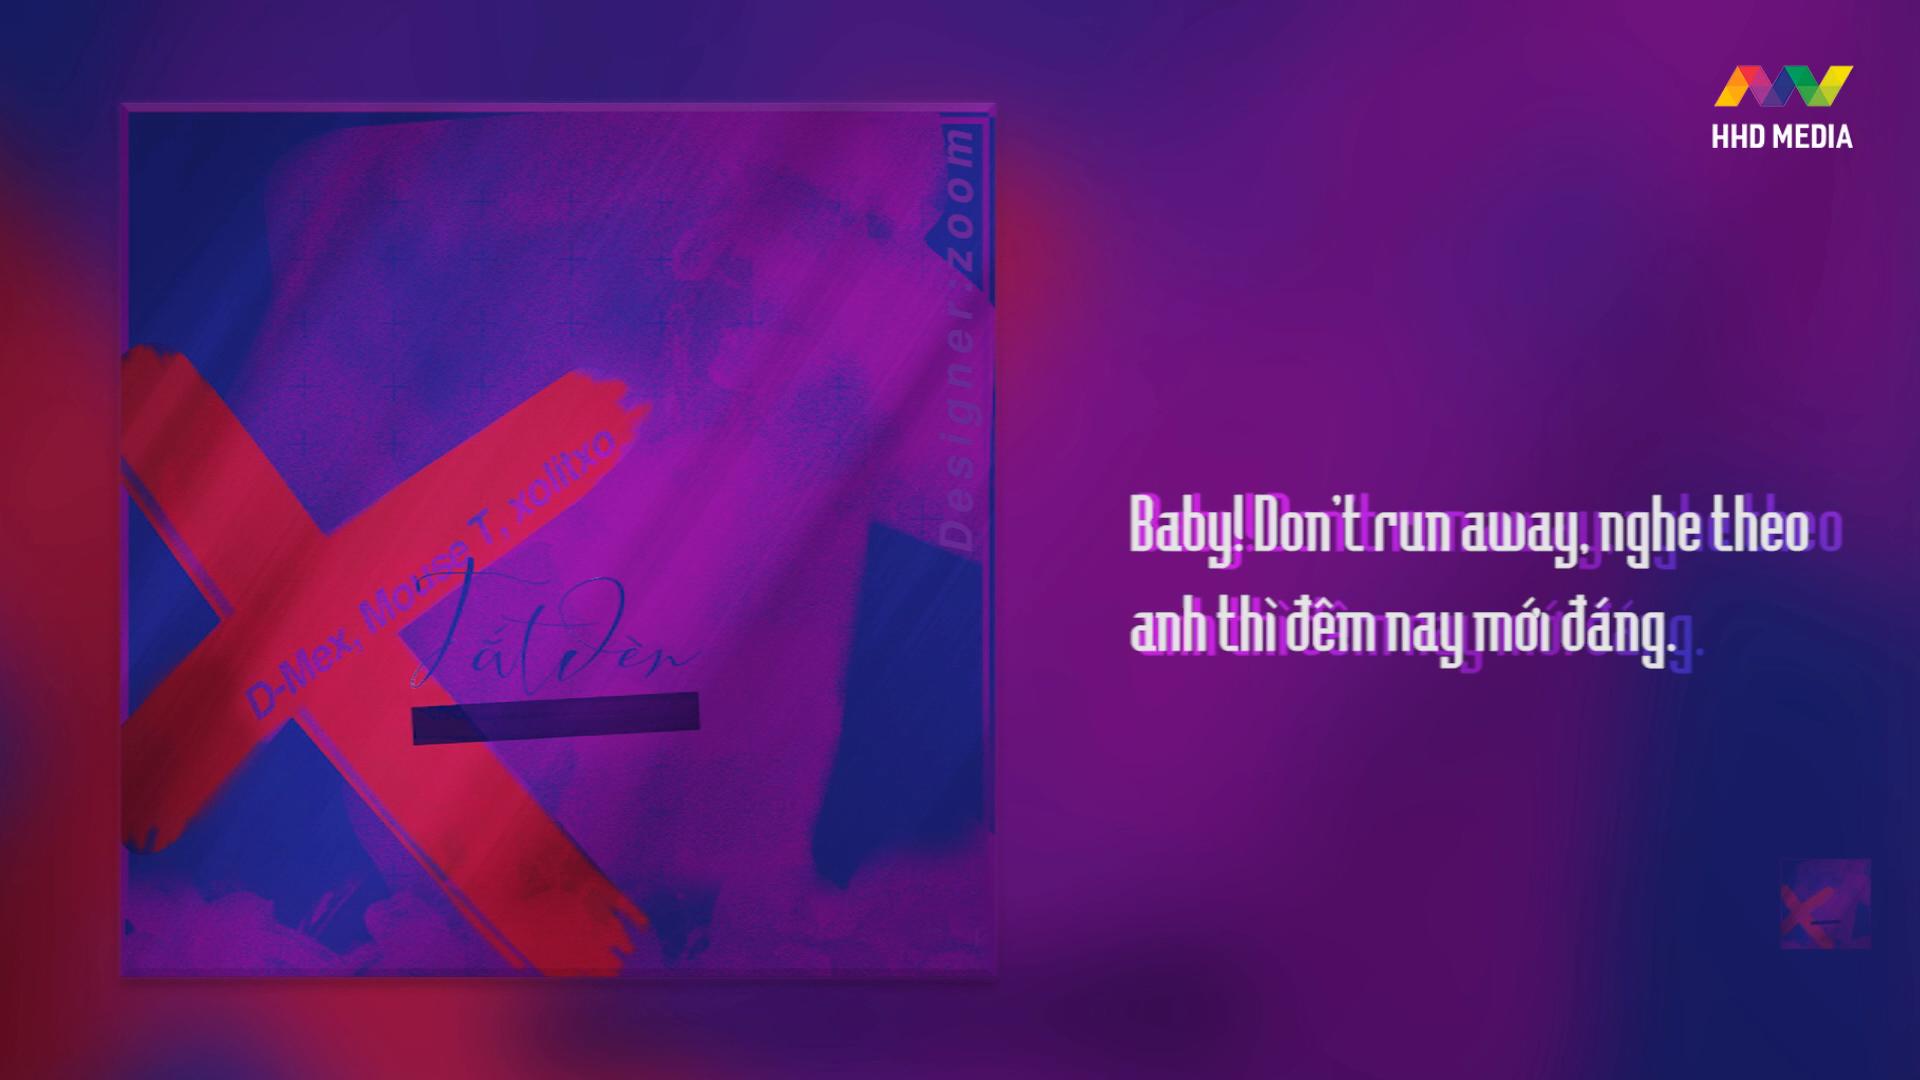 HHD MEDIA
Designer:zoom
D-Mex, Mouse T, xolitxo
Tắt Đèn
Baby! Don't run away, nghe theo
anh thì đêm nay mới đáng.